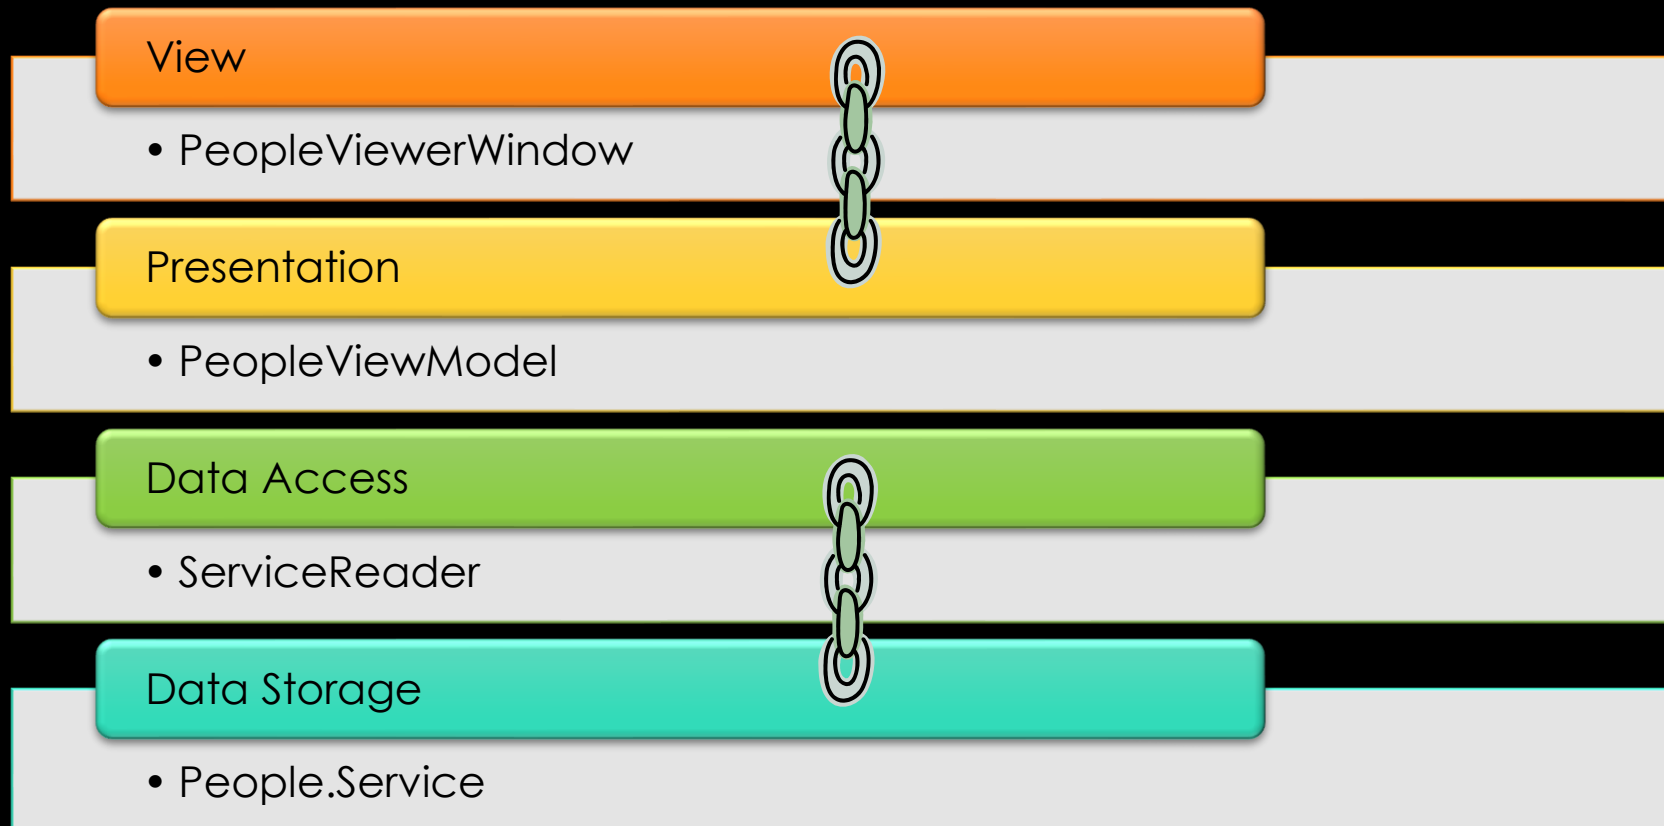 View
• PeopleViewerWindow
Presentation
• PeopleViewModel
Data Access
• ServiceReader
Data Storage
• People.Service